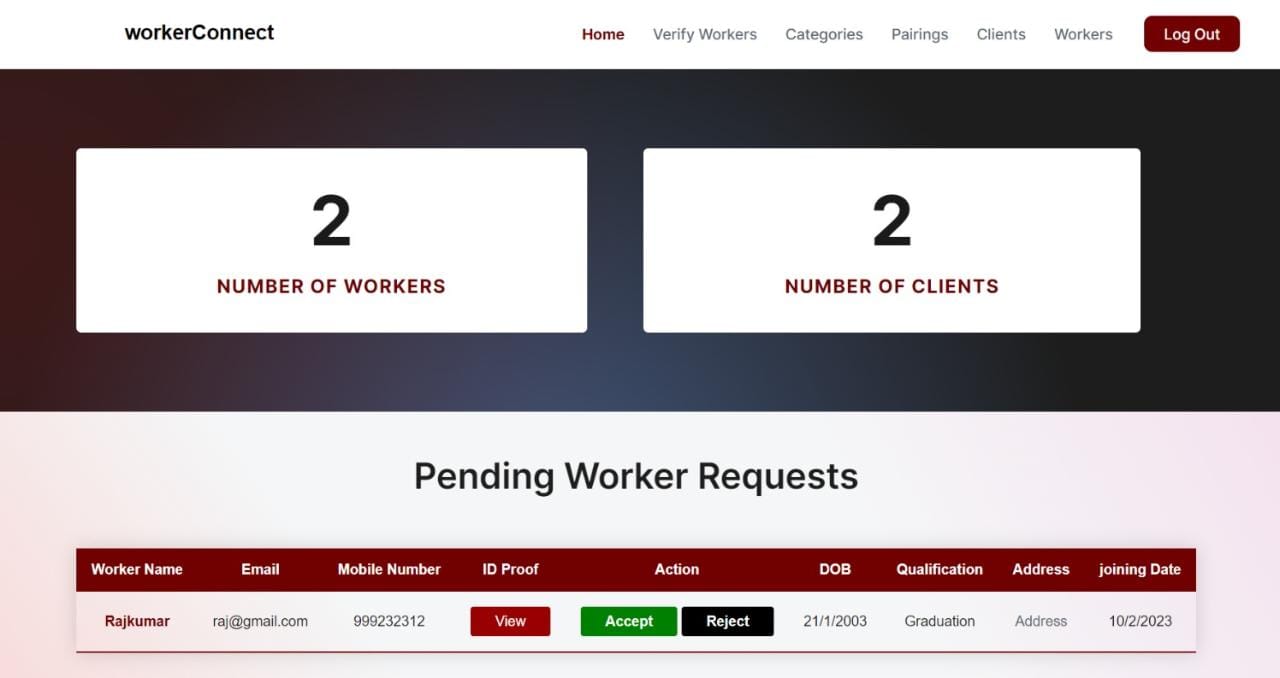 workerConnect Home Verify Workers Categories Pairings Clients Workers Log Out
2 2
NUMBER OF WORKERS NUMBER OF CLIENTS
Pending Worker Requests
Worker Name Email Mobile Number ID Proof Action DOB Qualification Address joining Date
Rajkumar raj@gmail.com 999232312 View Accept Reject 21/1/2003 Graduation Address 10/2/2023